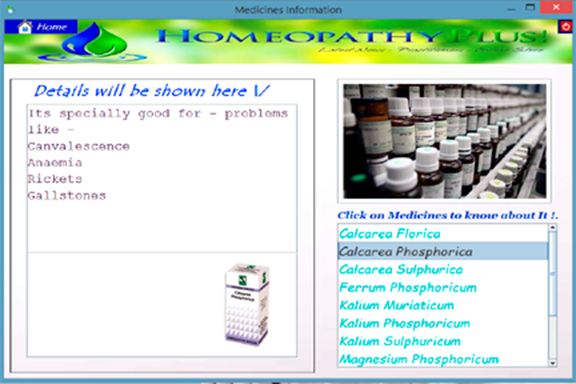 Medicines Information
Home
HOMEOPATHY PLUS!
Details will be shown here \/
Its specially good for - problems
like -
Canvalescence
Anaemia
Rickets
Gallstones
Calcarea
Phosphorica
Click on Medicines to know about It !.
Calcarea Florica
Calcarea Phosphorica
Calcarea Sulphurica
Ferrum Phosphoricum
Kalium Muriaticum
Kalium Phosphoricum
Kalium Sulphuricum
Magnesium Phosphoricum